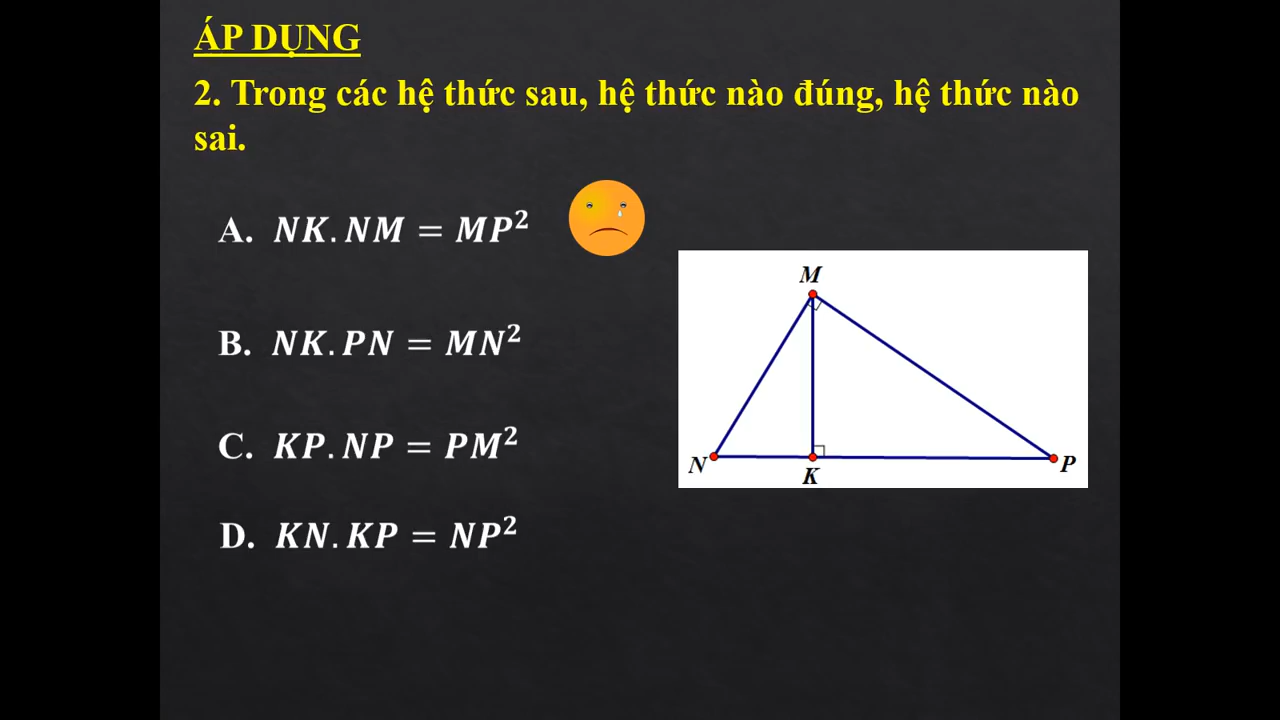 ÁP DỤNG
2. Trong các hệ thức sau, hệ thức nào đúng, hệ thức nào
sai.
A. NK.NM = MP²
B. NK.PN = MN²
C. KP.NP = PM²
D. KN.KP = NP²
M
N
K
P